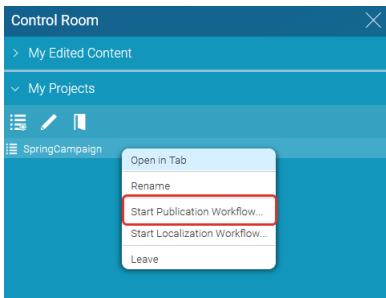 Control Room
My Edited Content
My Projects
SpringCampaign
Open in Tab
Rename
Start Publication Workflow...
Start Localization Workflow...
Leave